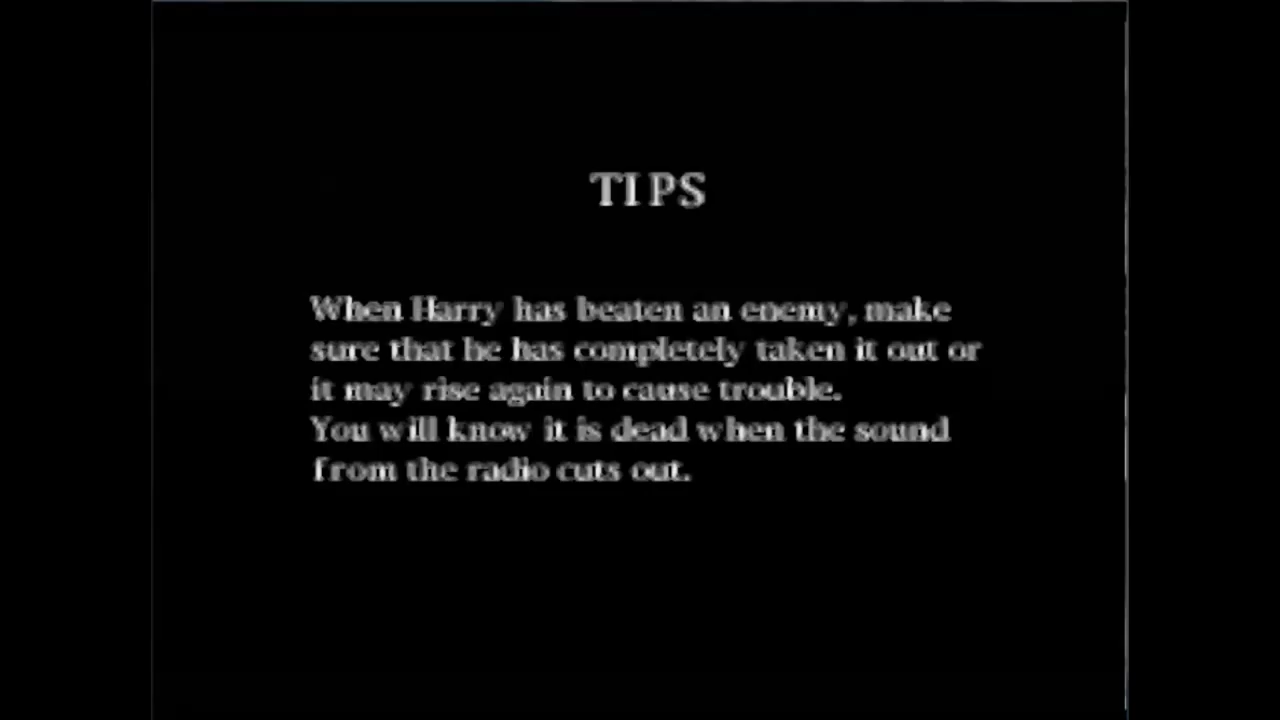 TIPS
When Harry has beaten an enemy, make
sure that he has completely taken it out or
it may rise again to cause trouble.
You will know it is dead when the sound
from the radio cuts out.